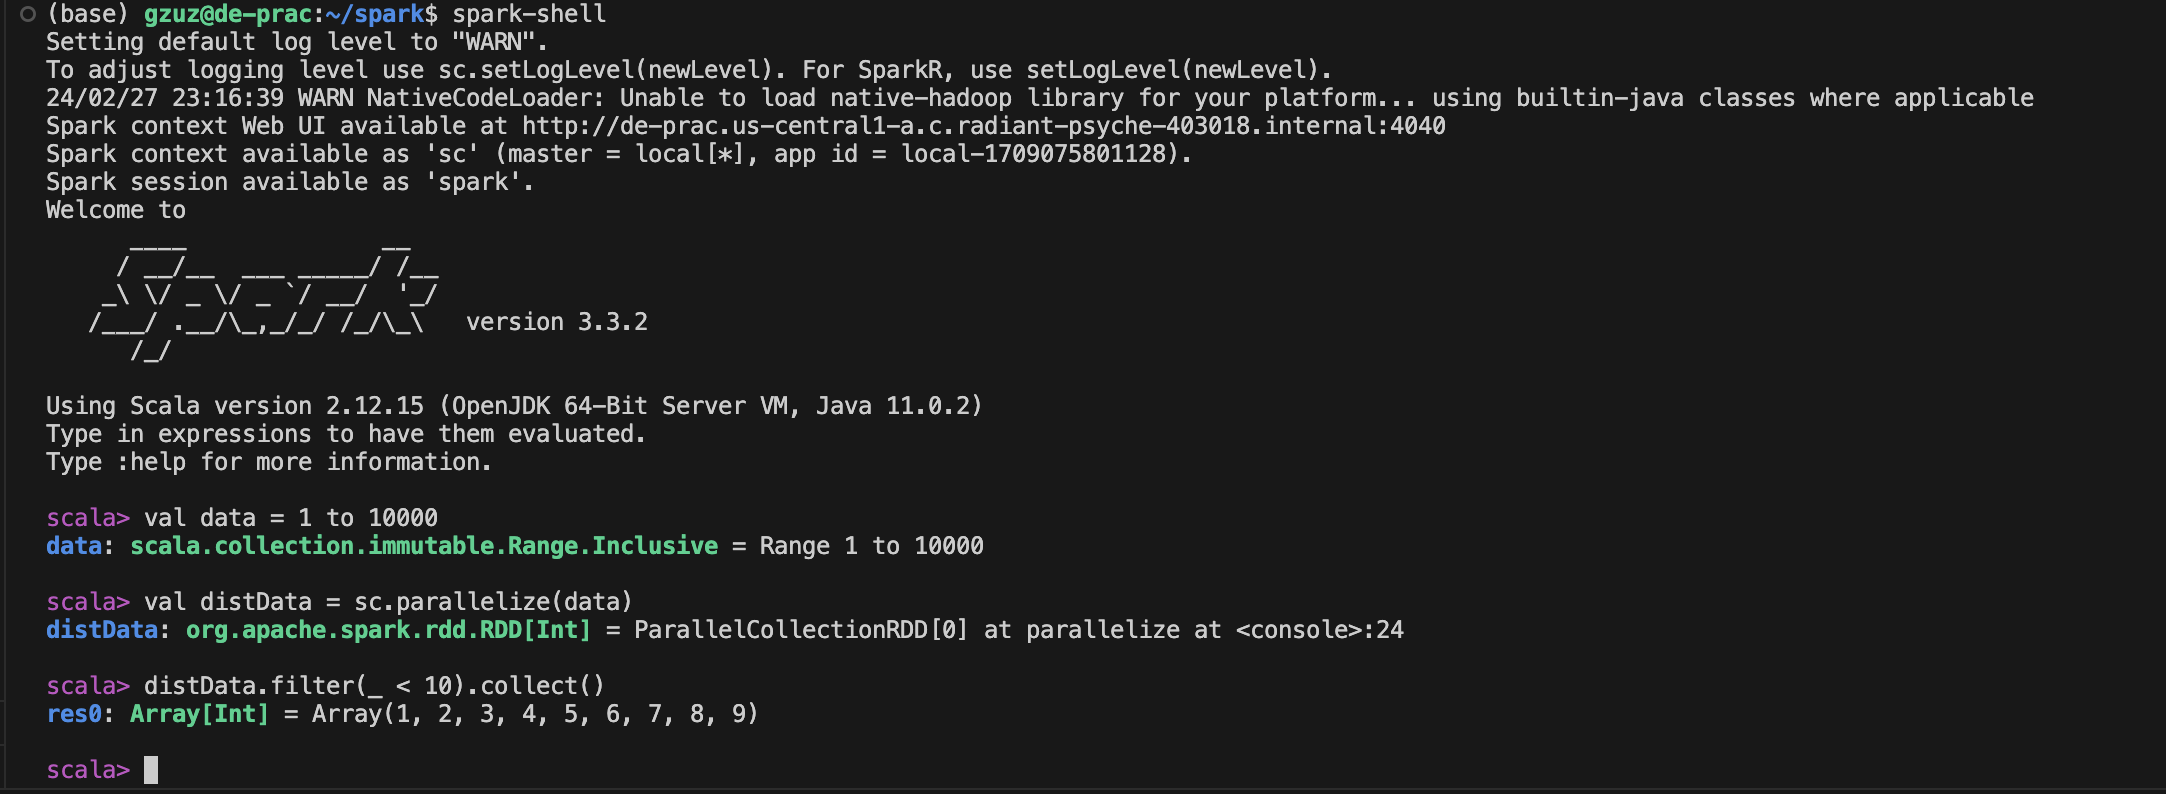 (base) gzuz@de-prac:~/spark$ spark-shell
Setting default log level to "WARN".
To adjust logging level use sc.setLogLevel(newLevel). For SparkR, use setLogLevel(newLevel).
24/02/27 23:16:39 WARN NativeCodeLoader: Unable to load native-hadoop library for your platform... using builtin-java classes where applicable
Spark context Web UI available at http://de-prac.us-central1-a.c.radiant-psyche-403018.internal:4040
Spark context available as 'sc' (master = local[*], app id = local-1709075801128).
Spark session available as 'spark'.
Welcome to
      ____              __
     / __/__  ___ _____/ /__
    _\ \/ _ \/ _ `/ __/  '_/
   /___/ .__/\_,_/_/ /_/\_\   version 3.3.2
      /_/
Using Scala version 2.12.15 (OpenJDK 64-Bit Server VM, Java 11.0.2)
Type in expressions to have them evaluated.
Type :help for more information.
scala> val data = 1 to 10000
data: scala.collection.immutable.Range.Inclusive = Range 1 to 10000
scala> val distData = sc.parallelize(data)
distData: org.apache.spark.rdd.RDD[Int] = ParallelCollectionRDD[0] at parallelize at <console>:24
scala> distData.filter(_ < 10).collect()
res0: Array[Int] = Array(1, 2, 3, 4, 5, 6, 7, 8, 9)
scala>